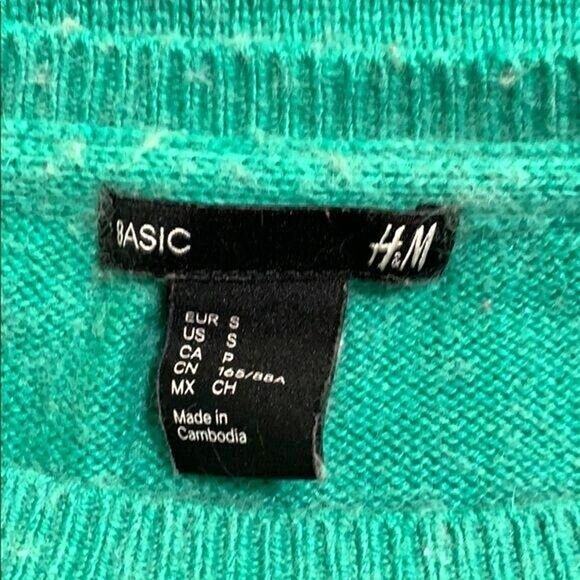 BASIC H&M
EUR S
US S
CA P
CN 165/88A
MX CH
Made in
Cambodia